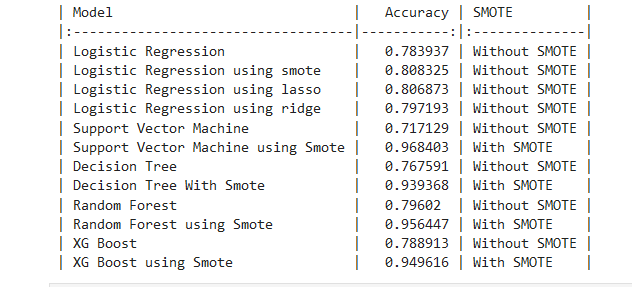 | Model                              |   Accuracy | SMOTE         |
|:-----------------------------------|-----------:|:--------------|
| Logistic Regression                |   0.783937 | Without SMOTE |
| Logistic Regression using smote    |   0.808325 | Without SMOTE |
| Logistic Regression using lasso    |   0.806873 | Without SMOTE |
| Logistic Regression using ridge    |   0.797193 | Without SMOTE |
| Support Vector Machine             |   0.717129 | Without SMOTE |
| Support Vector Machine using Smote |   0.968403 | With SMOTE    |
| Decision Tree                      |   0.767591 | Without SMOTE |
| Decision Tree With Smote           |   0.939368 | With SMOTE    |
| Random Forest                      |   0.79602  | Without SMOTE |
| Random Forest using Smote          |   0.956447 | With SMOTE    |
| XG Boost                           |   0.788913 | Without SMOTE |
| XG Boost using Smote               |   0.949616 | With SMOTE    |